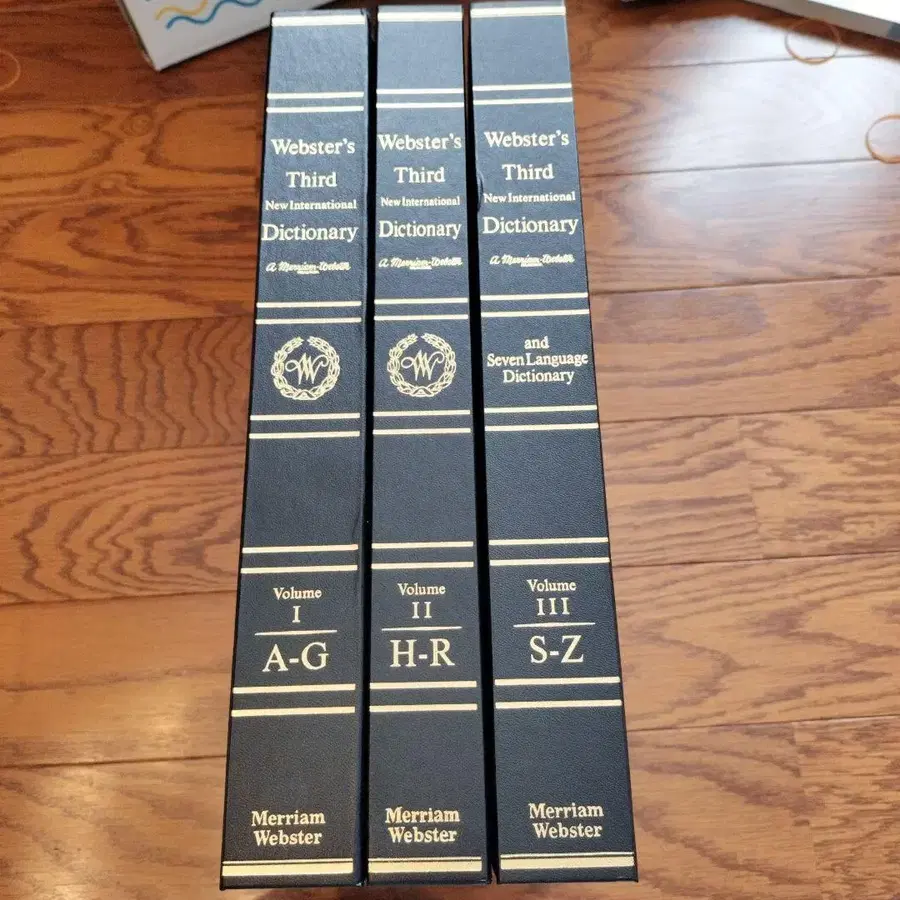 Webster's
Third
New International
Dictionary
A Merriam-Webster
W
Volume
I
A-G
Merriam
Webster
Webster's
Third
New International
Dictionary
A Merriam-Webster
W
Volume
II
H-R
Merriam
Webster
Webster's
Third
New International
Dictionary
A Merriam-Webster
and
Seven Language
Dictionary
Volume
III
S-Z
Merriam
Webster